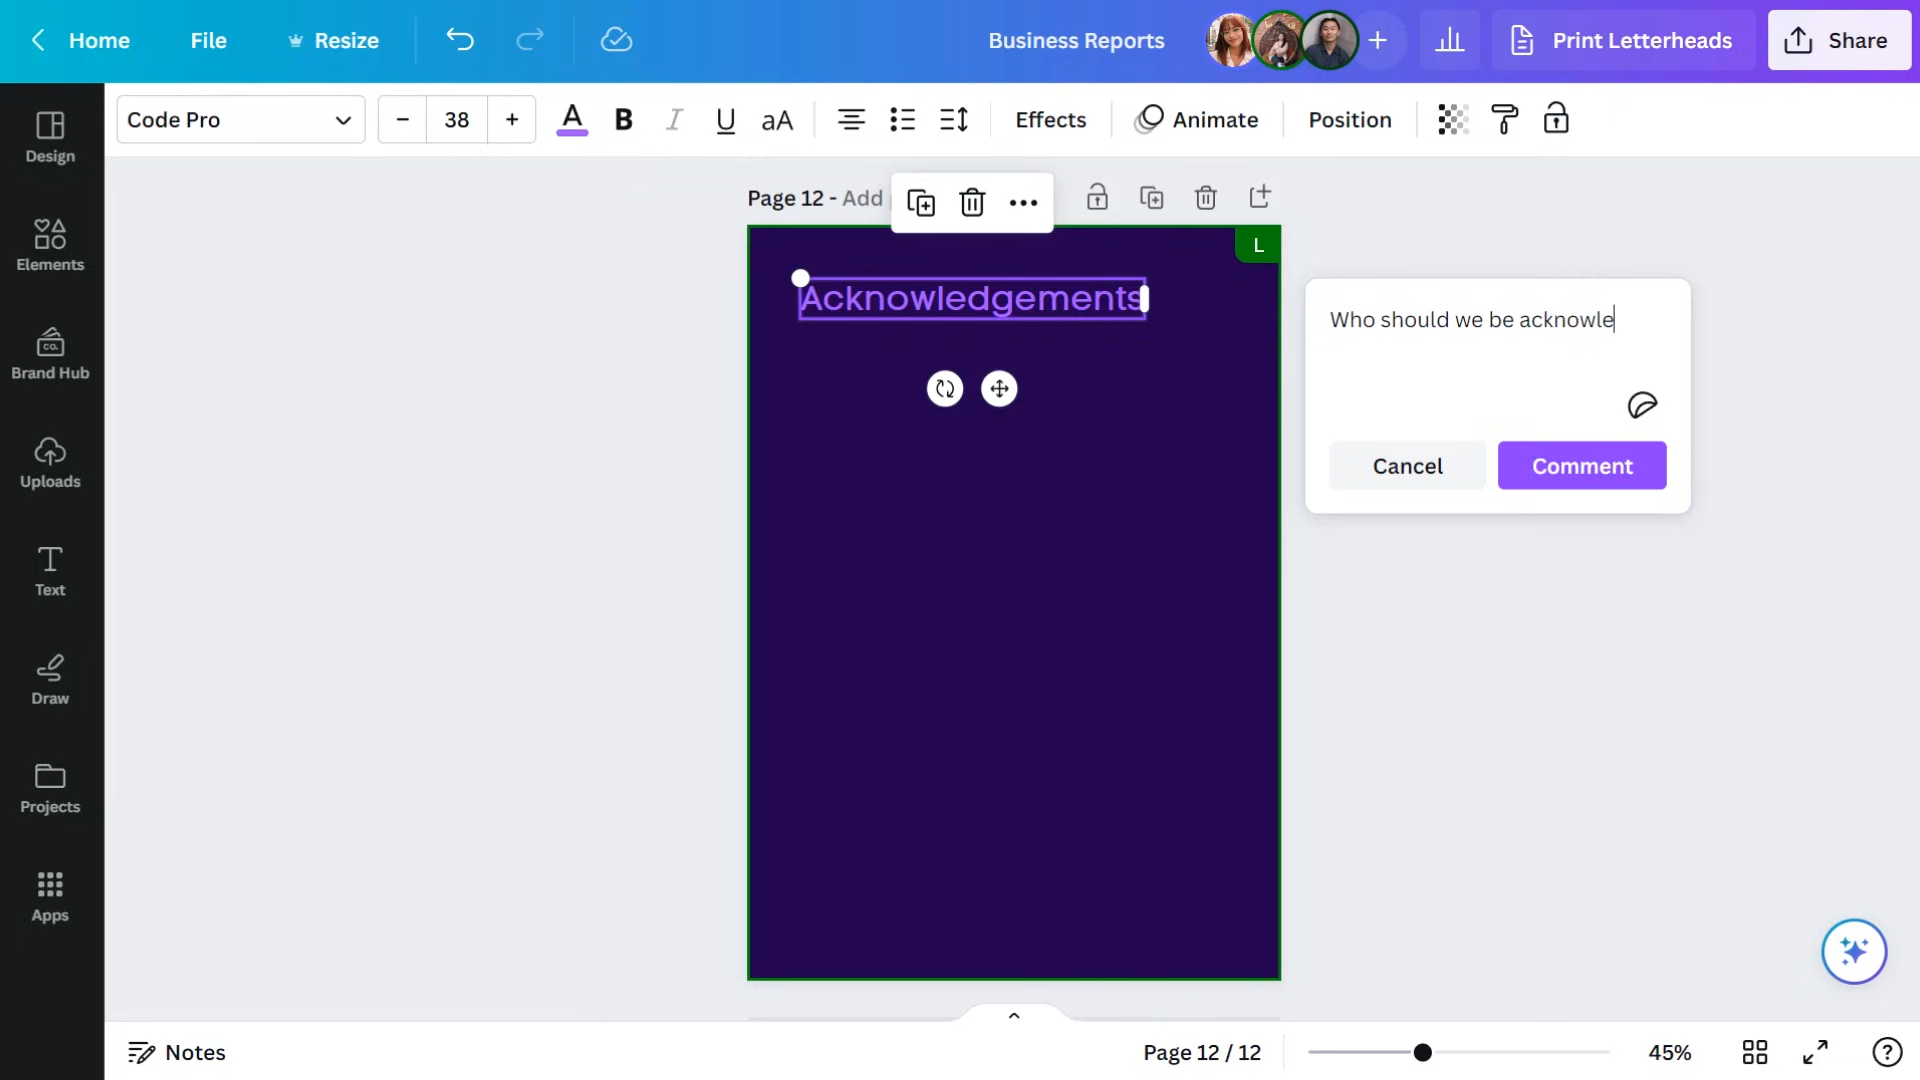 Home
File
Resize
Business Reports
Print Letterheads
Share
Code Pro
38
A
B
I
U
aA
Effects
Animate
Position
Design
Elements
CO.
Brand Hub
Uploads
Text
Draw
Projects
Apps
Page 12 - Add
L
Acknowledgements
Who should we be acknowle
Cancel
Comment
Notes
Page 12 / 12
45%